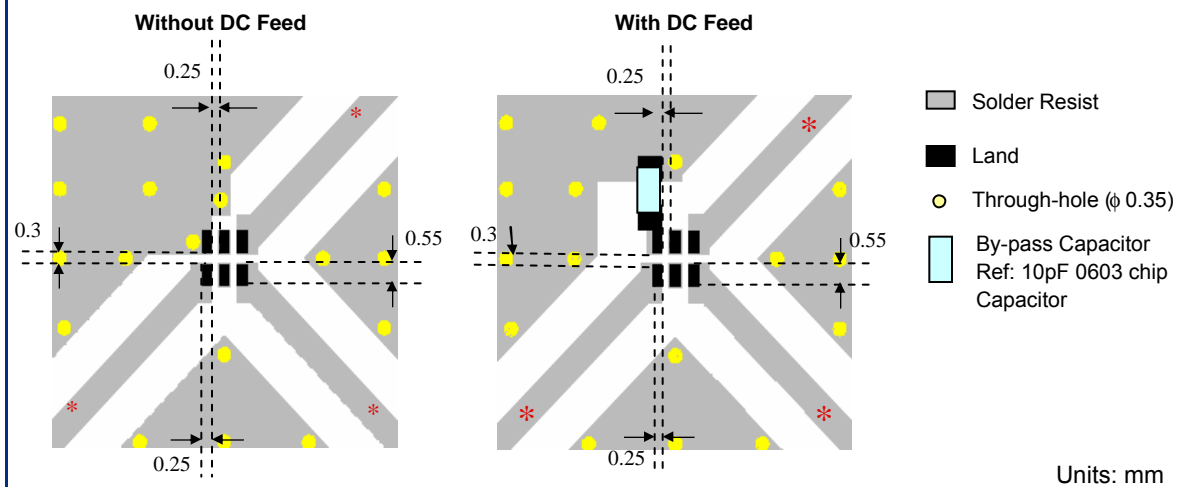 Without DC Feed
0.25
*
0.3
0.55
*
*
0.25
With DC Feed
0.25
*
0.3
0.55
*
*
0.25
Solder Resist
Land
Through-hole (ϕ 0.35)
By-pass Capacitor
Ref: 10pF 0603 chip
Capacitor
Units: mm